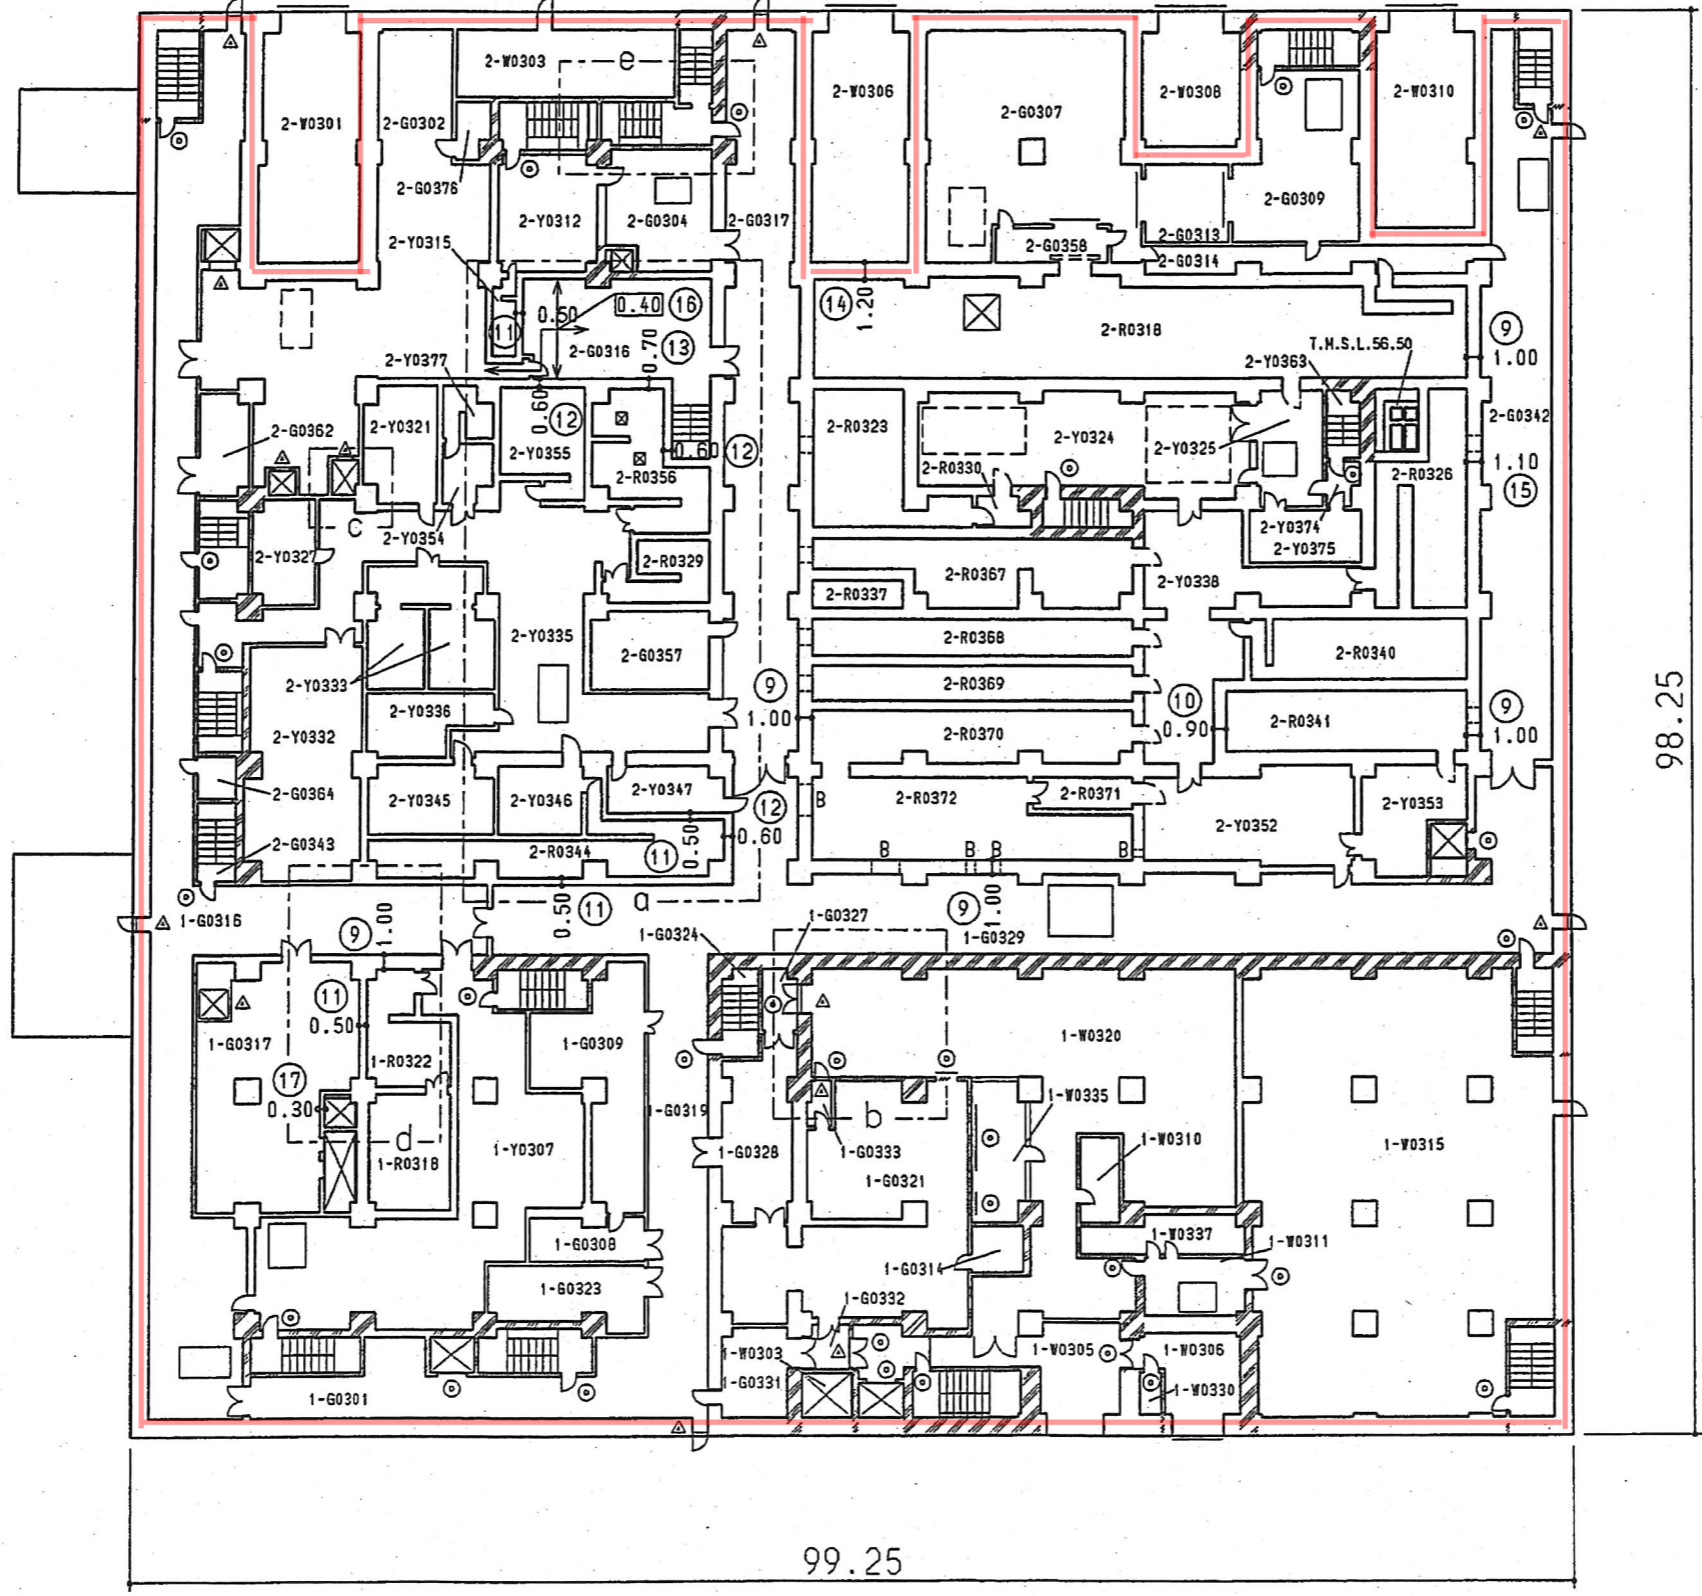 2-W0303
e
2-W0301
2-G0302
2-W0306
2-G0307
2-W0308
2-W0310
2-G0376
2-Y0312
2-G0304
2-G0317
2-G0309
2-Y0315
2-G0358
2-G0313
2-G0314
11
0.50
0.40
16
14
1.20
2-R0318
9
1.00
2-G0316
0.70
13
2-Y0377
T.M.S.L.56.50
2-Y0363
0.60
12
2-G0362
2-Y0321
2-Y0355
0.60
12
2-R0323
2-Y0324
2-Y0325
2-G0342
2-R0356
2-R0330
2-R0326
1.10
15
c
2-Y0354
2-Y0327
2-Y0374
2-Y0375
2-R0329
2-R0367
2-Y0338
2-R0337
2-Y0335
2-R0368
2-G0357
2-R0340
2-Y0333
2-R0369
9
1.00
2-Y0336
2-R0370
10
0.90
2-R0341
9
1.00
2-Y0332
2-G0364
2-Y0345
2-Y0346
2-Y0347
12
0.60
B
2-R0372
2-R0371
2-Y0353
2-Y0352
2-G0343
2-R0344
11
0.50
B
B
B
B
1-G0316
9
1.00
0.50
11
a
9
1.00
1-G0327
1-G0324
1-G0329
11
0.50
1-G0317
1-R0322
1-G0309
1-W0320
17
0.30
1-G0319
1-W0335
b
d
1-R0318
1-Y0307
1-G0328
1-G0333
1-G0321
1-W0310
1-W0315
1-G0308
1-W0337
1-W0311
1-G0314
1-G0323
1-G0332
1-W0303
1-G0331
1-W0305
1-W0306
1-W0330
1-G0301
98.25
99.25